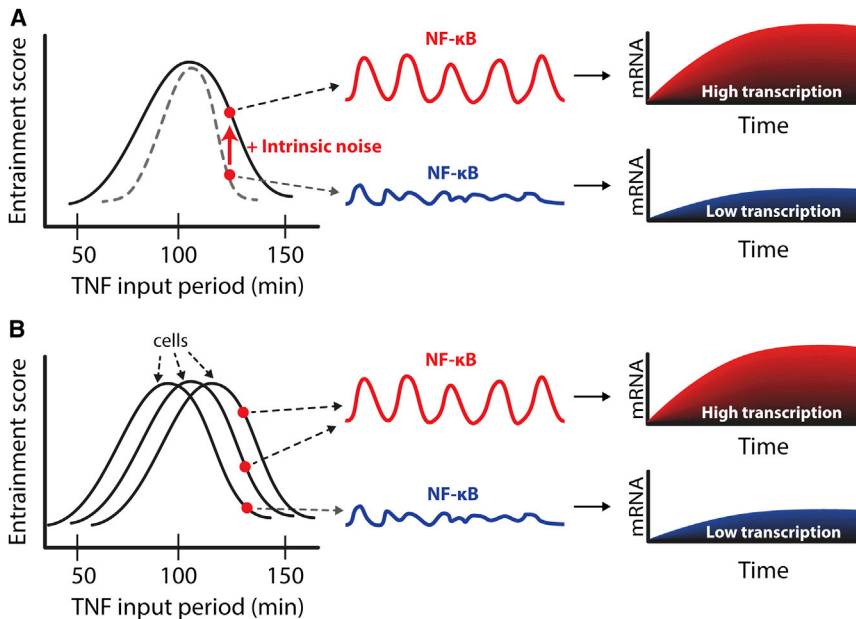 A
Entrainment score
50 100 150
TNF input period (min)
+ Intrinsic noise
NF-κB
NF-κB
mRNA
High transcription
Time
mRNA
Low transcription
Time
B
Entrainment score
cells
50 100 150
TNF input period (min)
NF-κB
NF-κB
mRNA
High transcription
Time
mRNA
Low transcription
Time